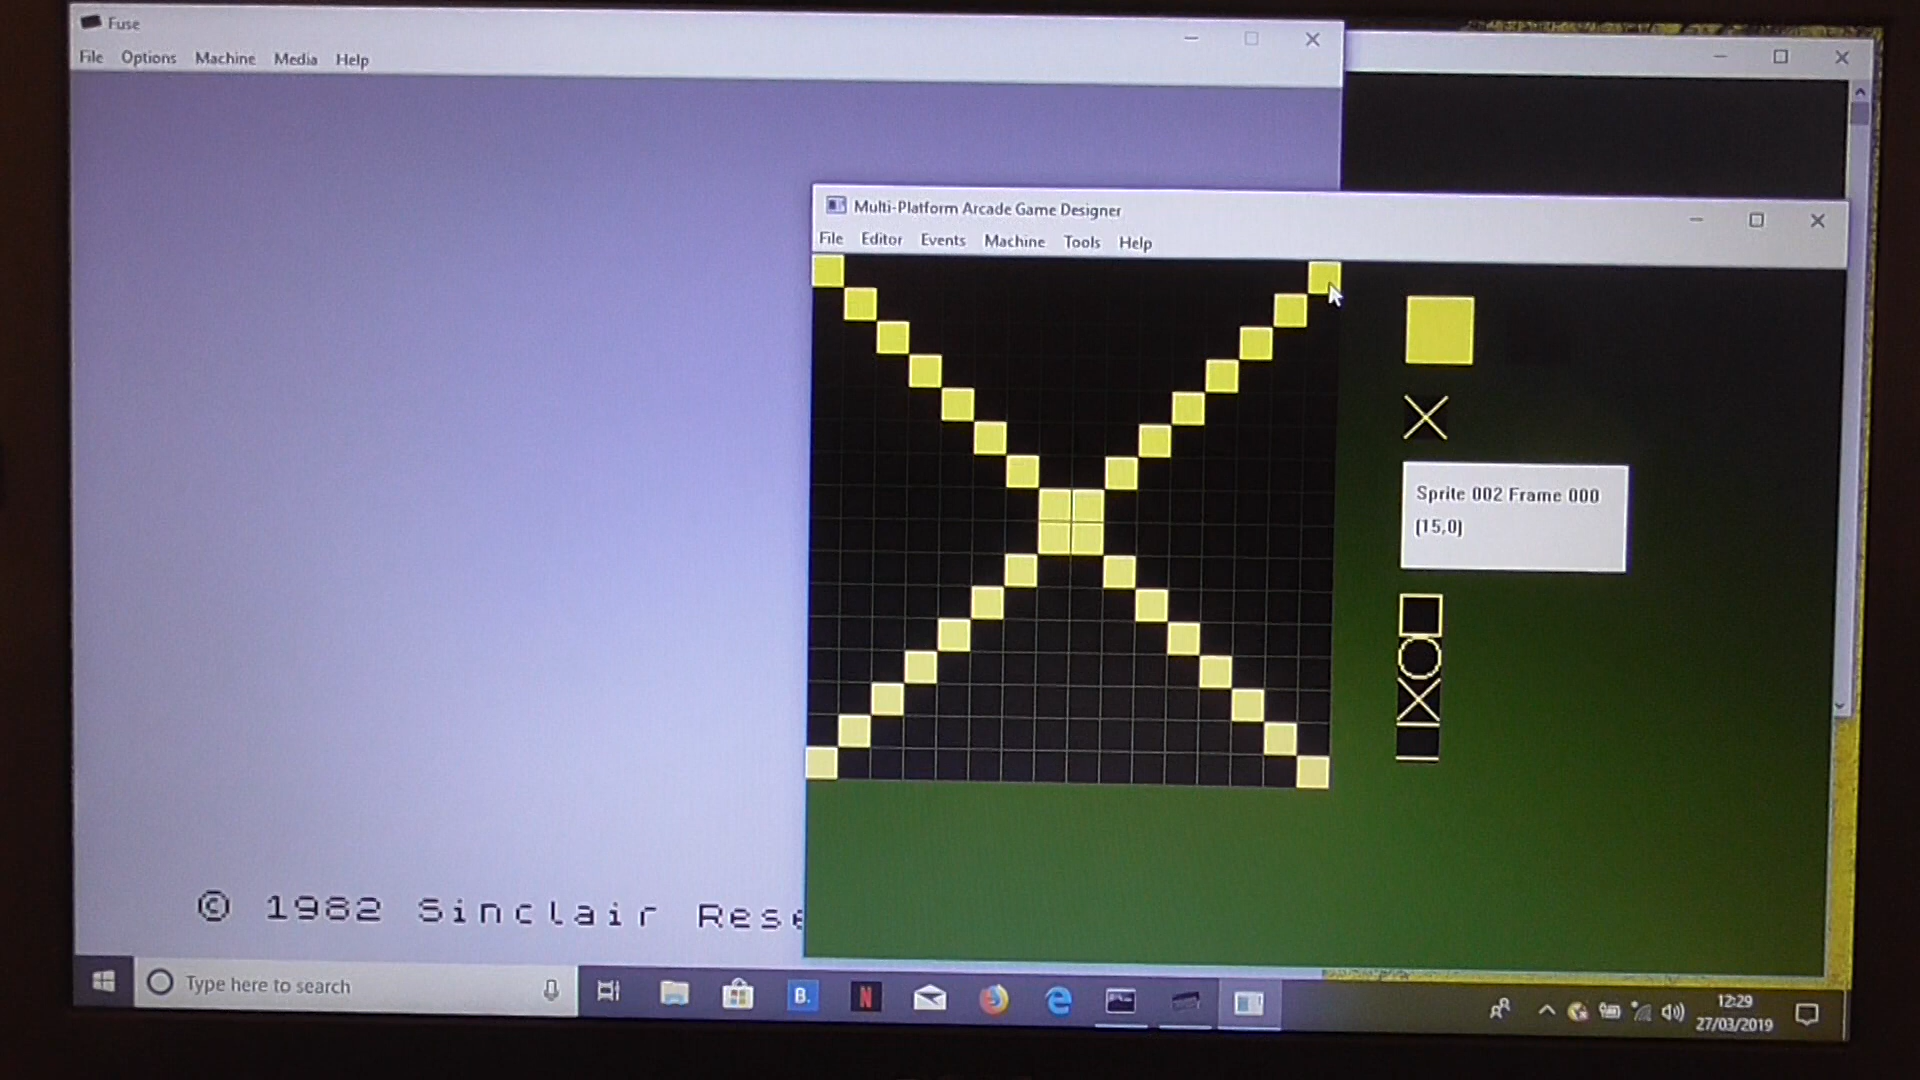 Fuse
File Options Machine Media Help
Multi-Platform Arcade Game Designer
File Editor Events Machine Tools Help
Sprite 002 Frame 000
(15,0)
© 1982 Sinclair Rese
Type here to search
B.
N
12:29
27/03/2019